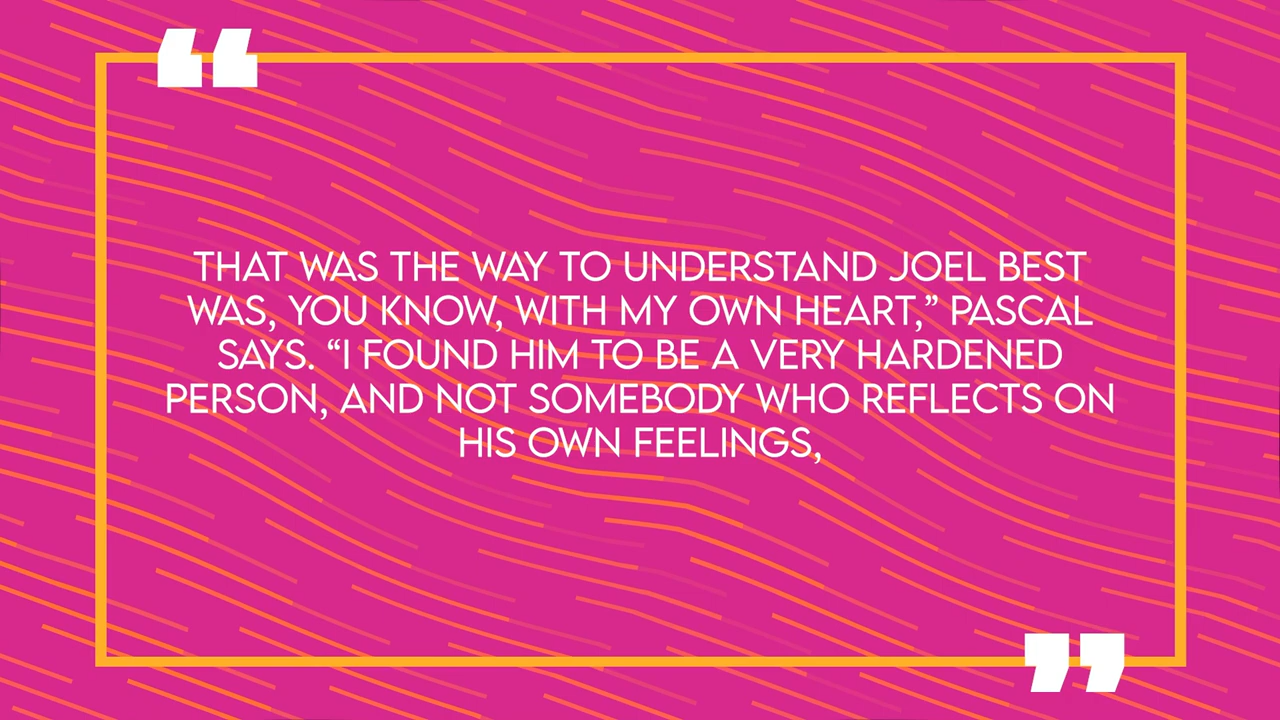 THAT WAS THE WAY TO UNDERSTAND JOEL BEST
WAS, YOU KNOW, WITH MY OWN HEART,” PASCAL
SAYS. “I FOUND HIM TO BE A VERY HARDENED
PERSON, AND NOT SOMEBODY WHO REFLECTS ON
HIS OWN FEELINGS,